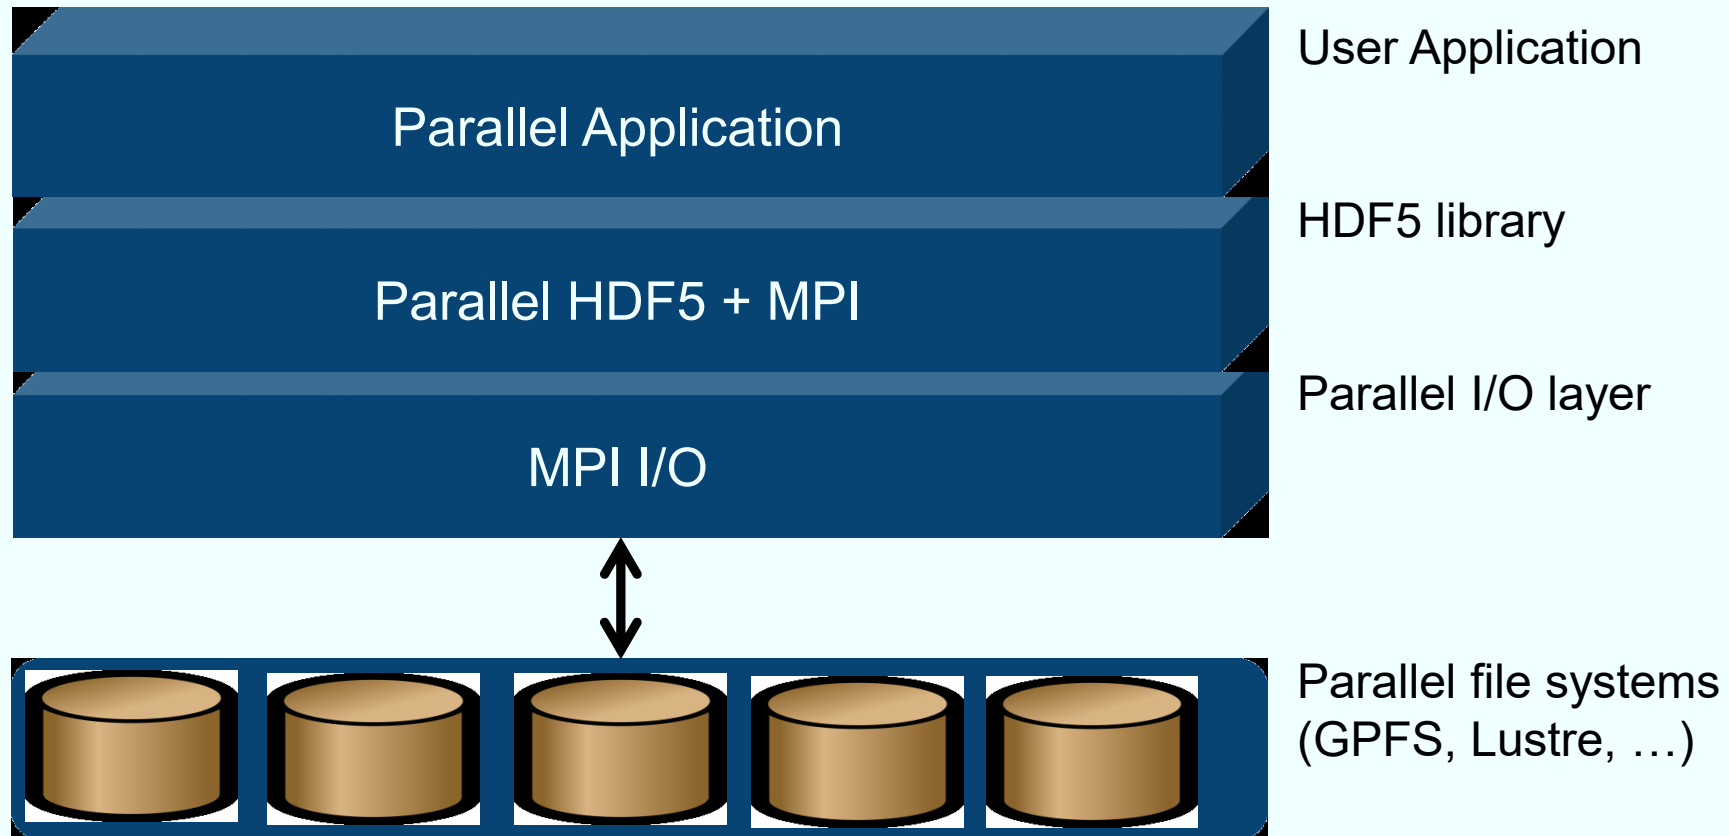 User Application
Parallel Application
HDF5 library
Parallel HDF5 + MPI
Parallel I/O layer
MPI I/O
Parallel file systems
(GPFS, Lustre, …)